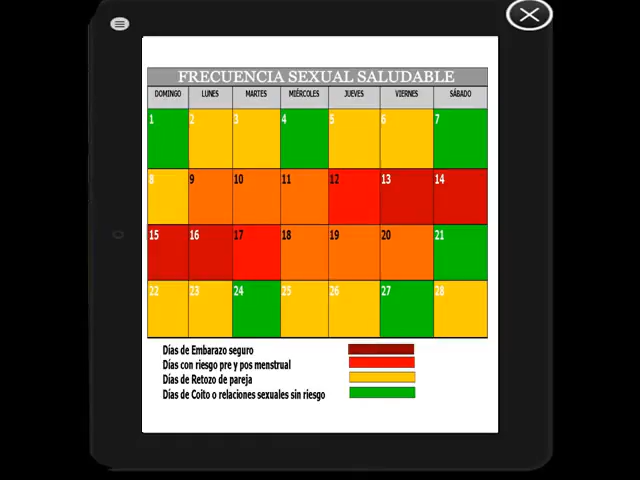 FRECUENCIA SEXUAL SALUDABLE
DOMINGO LUNES MARTES MIÉRCOLES JUEVES VIERNES SÁBADO
1 2 3 4 5 6 7
8 9 10 11 12 13 14
15 16 17 18 19 20 21
22 23 24 25 26 27 28
Días de Embarazo seguro
Días con riesgo pre y pos menstrual
Días de Retozo de pareja
Días de Coito o relaciones sexuales sin riesgo